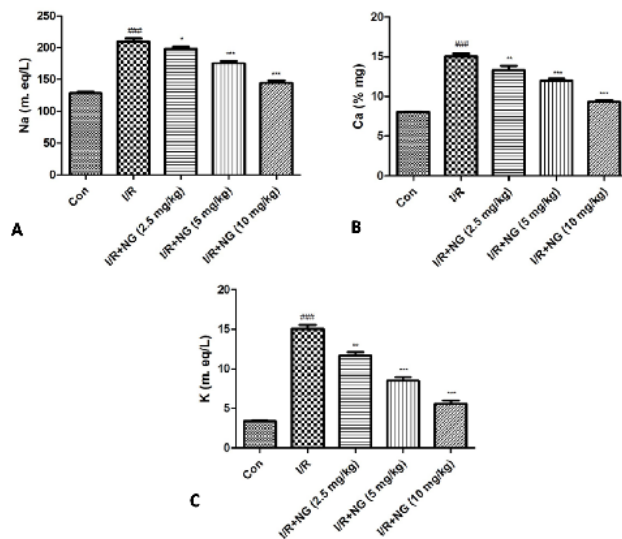 250
200
150
100
50
0
Na (m. eq/L)
###
*
***
***
Con
I/R
I/R+NG (2.5 mg/kg)
I/R+NG (5 mg/kg)
I/R+NG (10 mg/kg)
A
20
15
10
5
0
Ca (% mg)
###
**
***
***
Con
I/R
I/R+NG (2.5 mg/kg)
I/R+NG (5 mg/kg)
I/R+NG (10 mg/kg)
B
20
15
10
5
0
K (m. eq/L)
###
**
***
***
Con
I/R
I/R+NG (2.5 mg/kg)
I/R+NG (5 mg/kg)
I/R+NG (10 mg/kg)
C